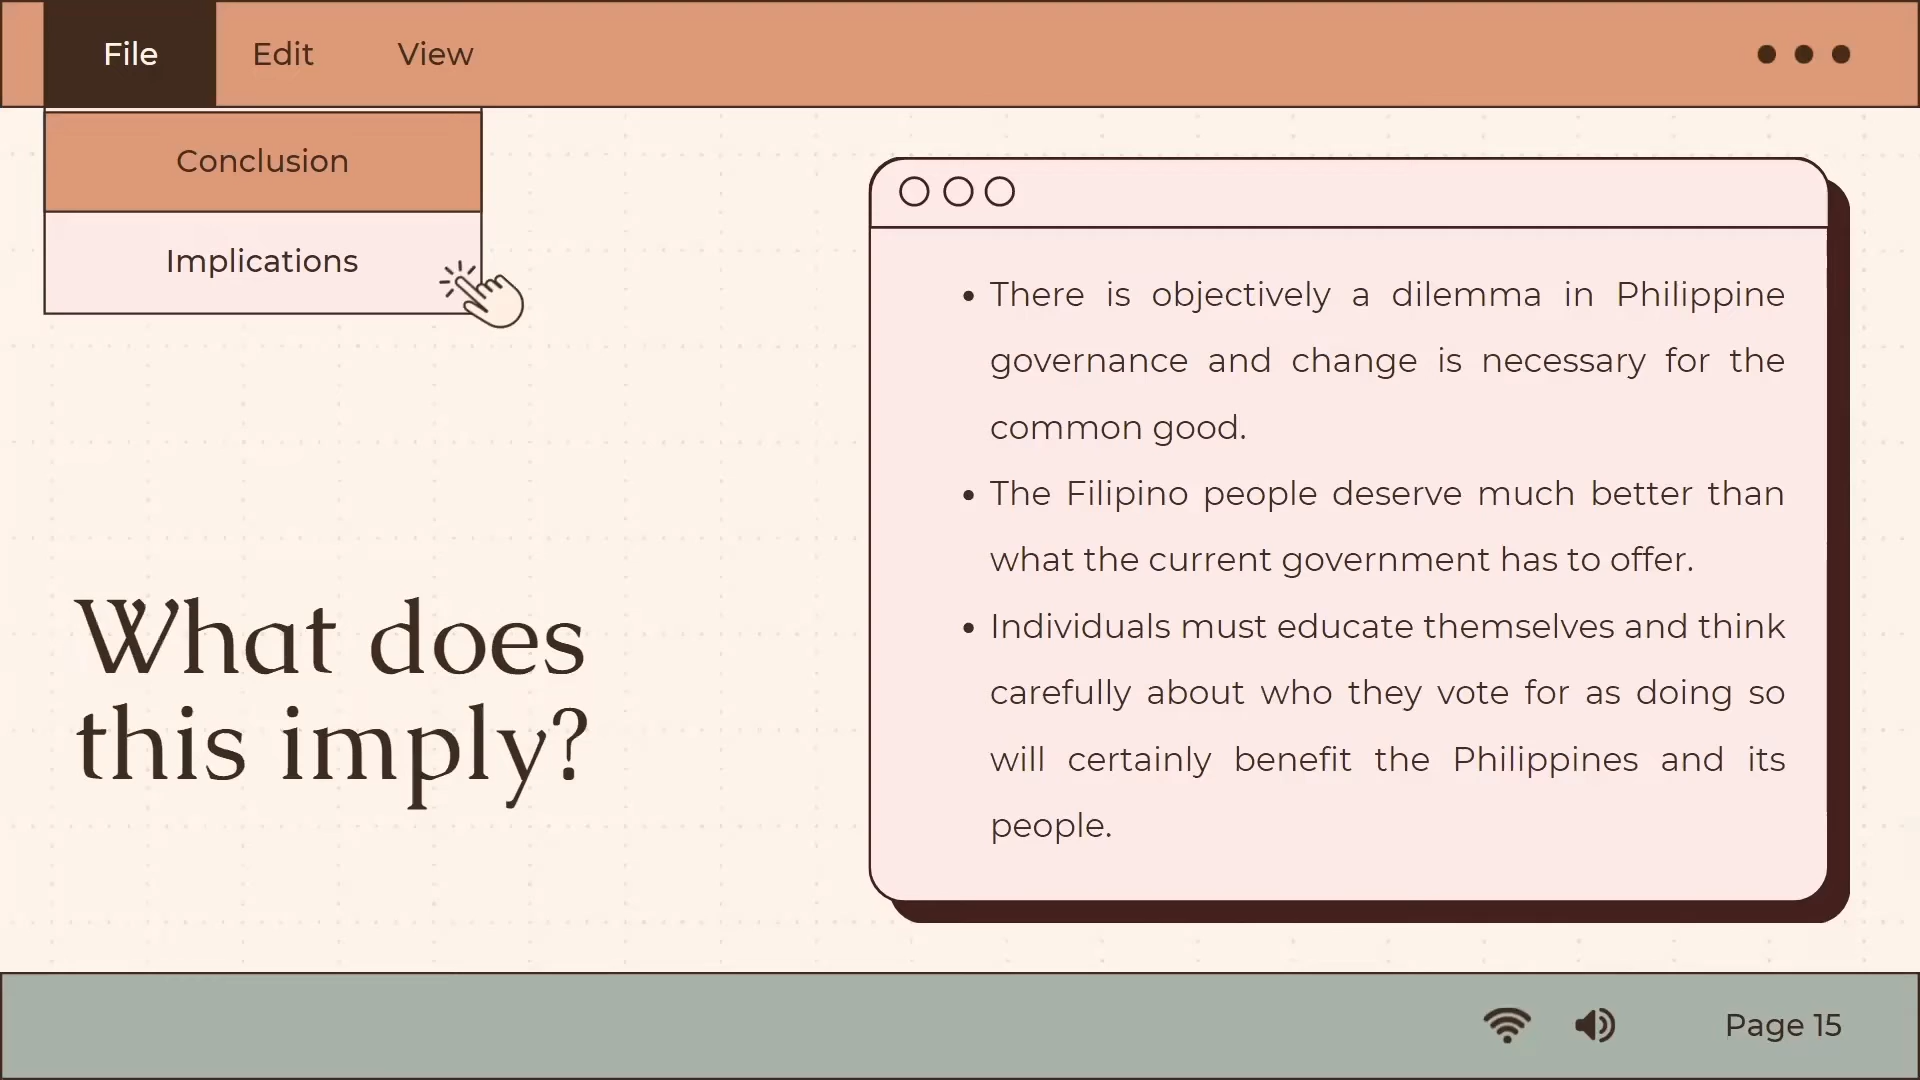 File Edit View
Conclusion
Implications
What does
this imply?
• There is objectively a dilemma in Philippine
governance and change is necessary for the
common good.
• The Filipino people deserve much better than
what the current government has to offer.
• Individuals must educate themselves and think
carefully about who they vote for as doing so
will certainly benefit the Philippines and its
people.
Page 15